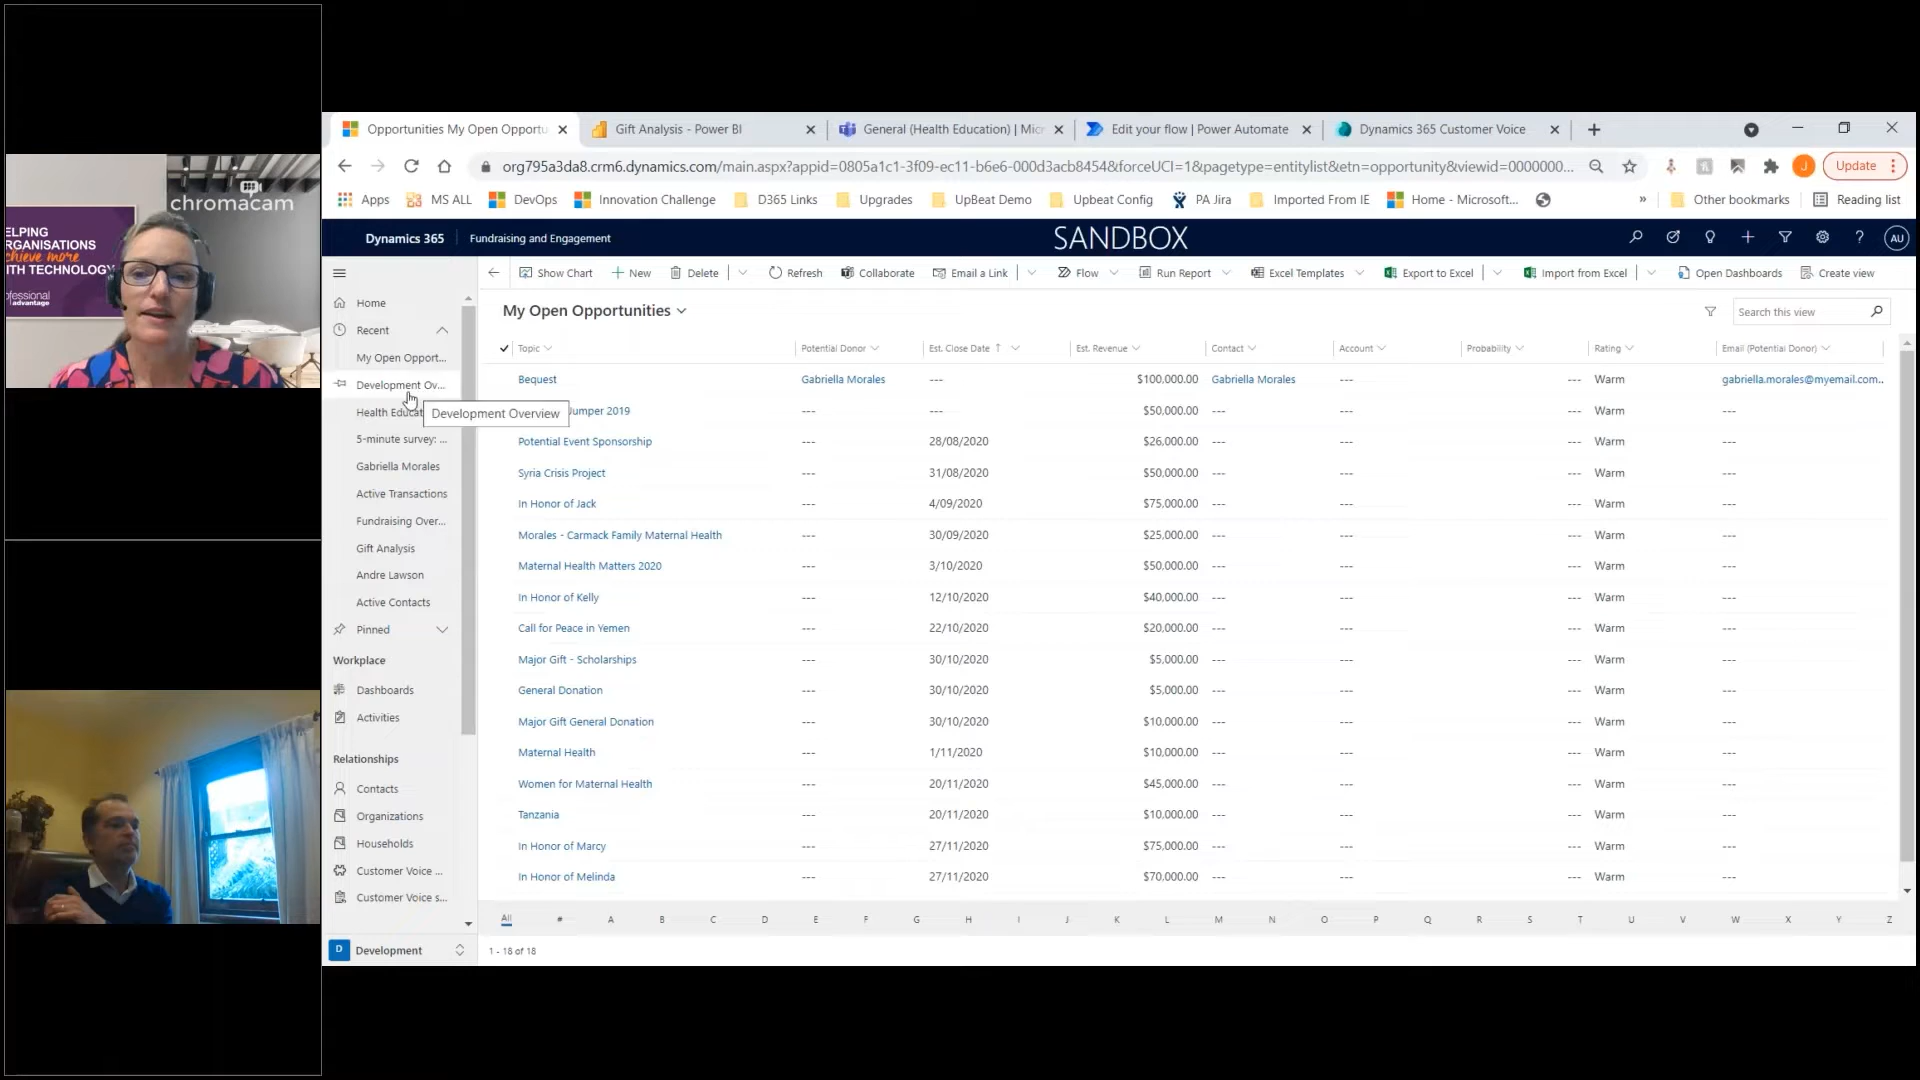 chromacam
ELPING
RGANISATIONS
chieve more
ITH TECHNOLOGY
ofessional
advantage
Opportunities My Open Opportu
Gift Analysis - Power BI
General (Health Education) | Micr
Edit your flow | Power Automate
Dynamics 365 Customer Voice
org795a3da8.crm6.dynamics.com/main.aspx?appid=0805a1c1-3f09-ec11-b6e6-000d3acb8454&forceUCI=1&pagetype=entitylist&etn=opportunity&viewid=0000000...
J
Update
Apps
MS ALL
DevOps
Innovation Challenge
D365 Links
Upgrades
UpBeat Demo
Upbeat Config
PA Jira
Imported From IE
Home - Microsoft...
»
Other bookmarks
Reading list
Dynamics 365
Fundraising and Engagement
SANDBOX
?
AU
Show Chart
New
Delete
Refresh
Collaborate
Email a Link
Flow
Run Report
Excel Templates
Export to Excel
Import from Excel
Open Dashboards
Create view
Home
Recent
My Open Opport...
Development Ov...
Health Educat
Development Overview
5-minute survey: ...
Gabriella Morales
Active Transactions
Fundraising Over...
Gift Analysis
Andre Lawson
Active Contacts
Pinned
Workplace
Dashboards
Activities
Relationships
Contacts
Organizations
Households
Customer Voice ...
Customer Voice s...
D Development
My Open Opportunities
Search this view
Topic Potential Donor Est. Close Date ↑ Est. Revenue Contact Account Probability Rating Email (Potential Donor)
Bequest Gabriella Morales --- $100,000.00 Gabriella Morales --- --- Warm gabriella.morales@myemail.com..
Jumper 2019 --- --- $50,000.00 --- --- --- Warm ---
Potential Event Sponsorship --- 28/08/2020 $26,000.00 --- --- --- Warm ---
Syria Crisis Project --- 31/08/2020 $50,000.00 --- --- --- Warm ---
In Honor of Jack --- 4/09/2020 $75,000.00 --- --- --- Warm ---
Morales - Carmack Family Maternal Health --- 30/09/2020 $25,000.00 --- --- --- Warm ---
Maternal Health Matters 2020 --- 3/10/2020 $50,000.00 --- --- --- Warm ---
In Honor of Kelly --- 12/10/2020 $40,000.00 --- --- --- Warm ---
Call for Peace in Yemen --- 22/10/2020 $20,000.00 --- --- --- Warm ---
Major Gift - Scholarships --- 30/10/2020 $5,000.00 --- --- --- Warm ---
General Donation --- 30/10/2020 $5,000.00 --- --- --- Warm ---
Major Gift General Donation --- 30/10/2020 $10,000.00 --- --- --- Warm ---
Maternal Health --- 1/11/2020 $10,000.00 --- --- --- Warm ---
Women for Maternal Health --- 20/11/2020 $45,000.00 --- --- --- Warm ---
Tanzania --- 20/11/2020 $10,000.00 --- --- --- Warm ---
In Honor of Marcy --- 27/11/2020 $75,000.00 --- --- --- Warm ---
In Honor of Melinda --- 27/11/2020 $70,000.00 --- --- --- Warm ---
All # A B C D E F G H I J K L M N O P Q R S T U V W X Y Z
1 - 18 of 18